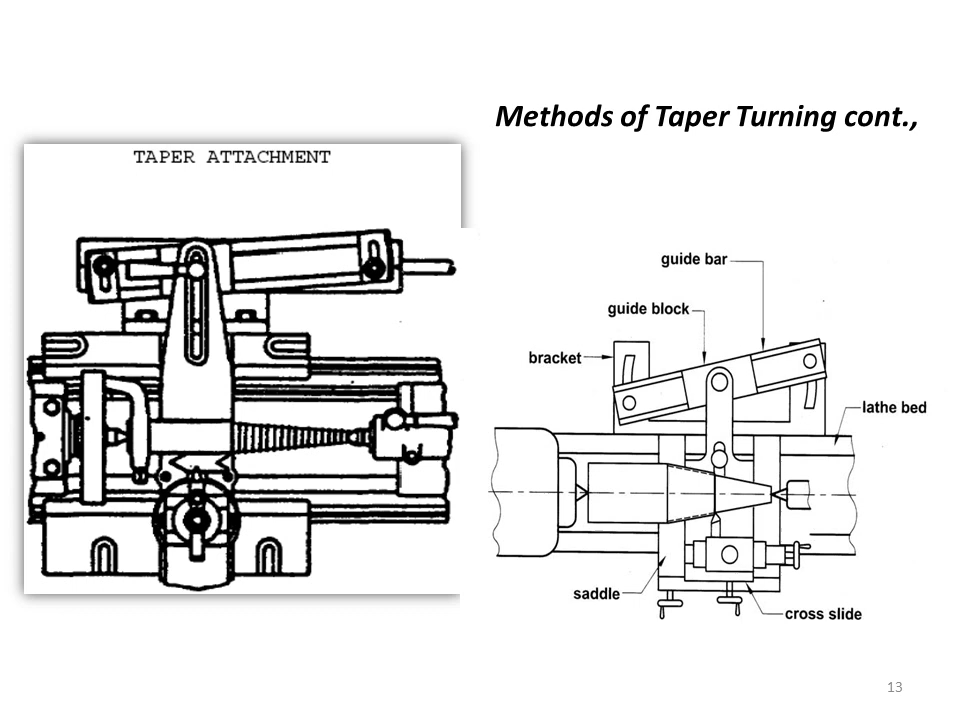 Methods of Taper Turning cont.,
TAPER ATTACHMENT
guide bar
guide block
bracket
lathe bed
saddle
cross slide
13